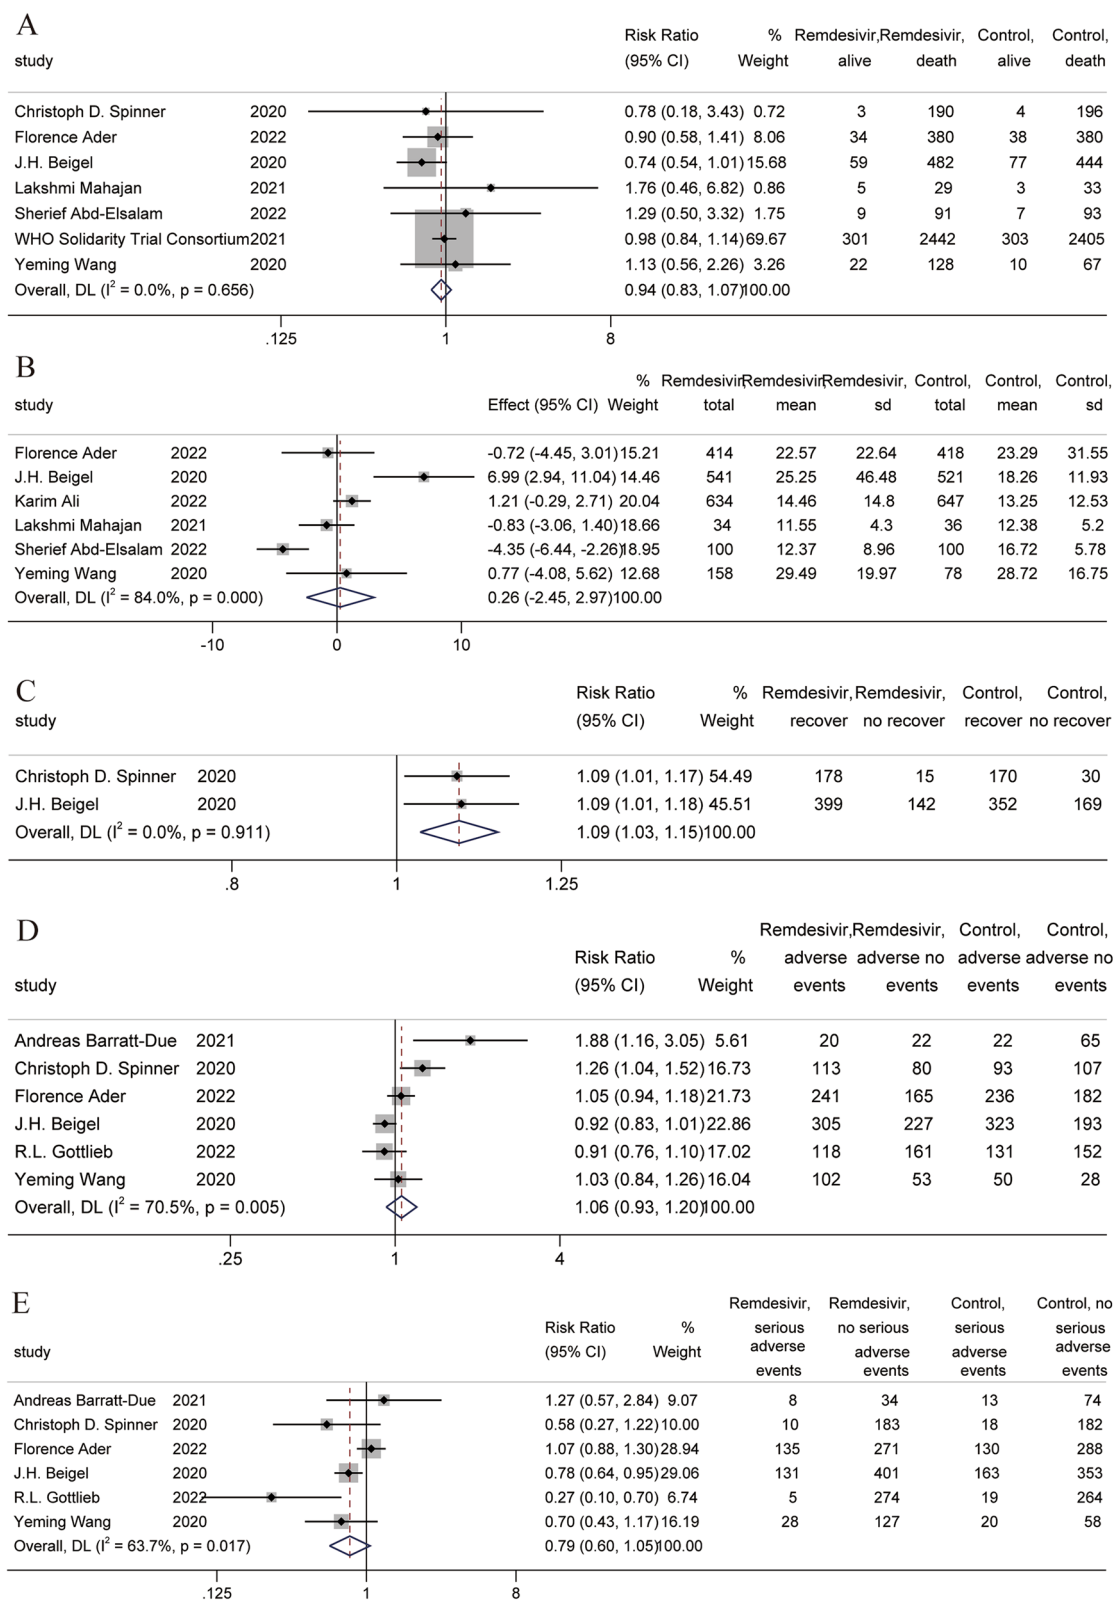 A
Risk Ratio % Remdesivir,Remdesivir, Control, Control,
study (95% CI) Weight alive death alive death
Christoph D. Spinner 2020 0.78 (0.18, 3.43) 0.72 3 190 4 196
Florence Ader 2022 0.90 (0.58, 1.41) 8.06 34 380 38 380
J.H. Beigel 2020 0.74 (0.54, 1.01)15.68 59 482 77 444
Lakshmi Mahajan 2021 1.76 (0.46, 6.82) 0.86 5 29 3 33
Sherief Abd-Elsalam 2022 1.29 (0.50, 3.32) 1.75 9 91 7 93
WHO Solidarity Trial Consortium2021 0.98 (0.84, 1.14)69.67 301 2442 303 2405
Yeming Wang 2020 1.13 (0.56, 2.26) 3.26 22 128 10 67
Overall, DL (I² = 0.0%, p = 0.656) 0.94 (0.83, 1.07)100.00
.125 1 8
B
% Remdesivir,Remdesivir,Remdesivir, Control, Control, Control,
study Effect (95% CI) Weight total mean sd total mean sd
Florence Ader 2022 -0.72 (-4.45, 3.01)15.21 414 22.57 22.64 418 23.29 31.55
J.H. Beigel 2020 6.99 (2.94, 11.04)14.46 541 25.25 46.48 521 18.26 11.93
Karim Ali 2022 1.21 (-0.29, 2.71)20.04 634 14.46 14.8 647 13.25 12.53
Lakshmi Mahajan 2021 -0.83 (-3.06, 1.40)18.66 34 11.55 4.3 36 12.38 5.2
Sherief Abd-Elsalam 2022 -4.35 (-6.44, -2.26)18.95 100 12.37 8.96 100 16.72 5.78
Yeming Wang 2020 0.77 (-4.08, 5.62)12.68 158 29.49 19.97 78 28.72 16.75
Overall, DL (I² = 84.0%, p = 0.000) 0.26 (-2.45, 2.97)100.00
-10 0 10
C
Risk Ratio % Remdesivir,Remdesivir, Control, Control,
study (95% CI) Weight recover no recover recover no recover
Christoph D. Spinner 2020 1.09 (1.01, 1.17)54.49 178 15 170 30
J.H. Beigel 2020 1.09 (1.01, 1.18)45.51 399 142 352 169
Overall, DL (I² = 0.0%, p = 0.911) 1.09 (1.03, 1.15)100.00
.8 1 1.25
D
Remdesivir,Remdesivir, Control, Control,
Risk Ratio % adverse adverse no adverse adverse no
study (95% CI) Weight events events events events
Andreas Barratt-Due 2021 1.88 (1.16, 3.05) 5.61 20 22 22 65
Christoph D. Spinner 2020 1.26 (1.04, 1.52)16.73 113 80 93 107
Florence Ader 2022 1.05 (0.94, 1.18)21.73 241 165 236 182
J.H. Beigel 2020 0.92 (0.83, 1.01)22.86 305 227 323 193
R.L. Gottlieb 2022 0.91 (0.76, 1.10)17.02 118 161 131 152
Yeming Wang 2020 1.03 (0.84, 1.26)16.04 102 53 50 28
Overall, DL (I² = 70.5%, p = 0.005) 1.06 (0.93, 1.20)100.00
.25 1 4
E
Remdesivir, Remdesivir, Control, Control, no
Risk Ratio % serious no serious serious serious
study (95% CI) Weight adverse adverse adverse adverse
events events events events
Andreas Barratt-Due 2021 1.27 (0.57, 2.84) 9.07 8 34 13 74
Christoph D. Spinner 2020 0.58 (0.27, 1.22)10.00 10 183 18 182
Florence Ader 2022 1.07 (0.88, 1.30)28.94 135 271 130 288
J.H. Beigel 2020 0.78 (0.64, 0.95)29.06 131 401 163 353
R.L. Gottlieb 2022 0.27 (0.10, 0.70) 6.74 5 274 19 264
Yeming Wang 2020 0.70 (0.43, 1.17)16.19 28 127 20 58
Overall, DL (I² = 63.7%, p = 0.017) 0.79 (0.60, 1.05)100.00
.125 1 8